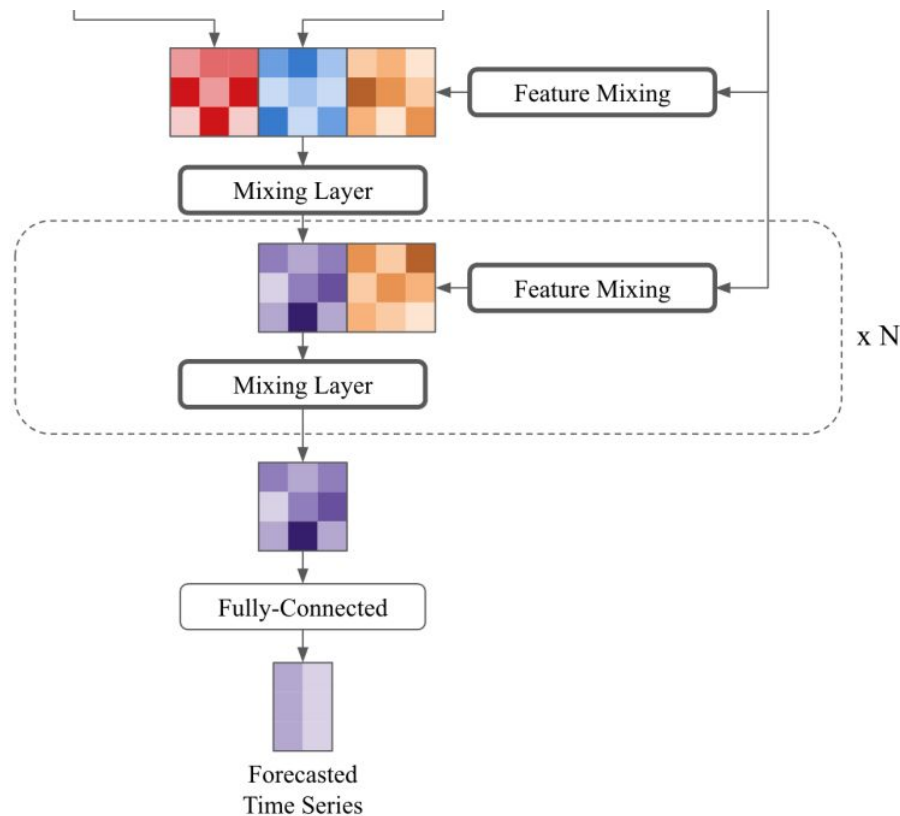 Feature Mixing
Mixing Layer
Feature Mixing
x N
Mixing Layer
Fully-Connected
Forecasted
Time Series